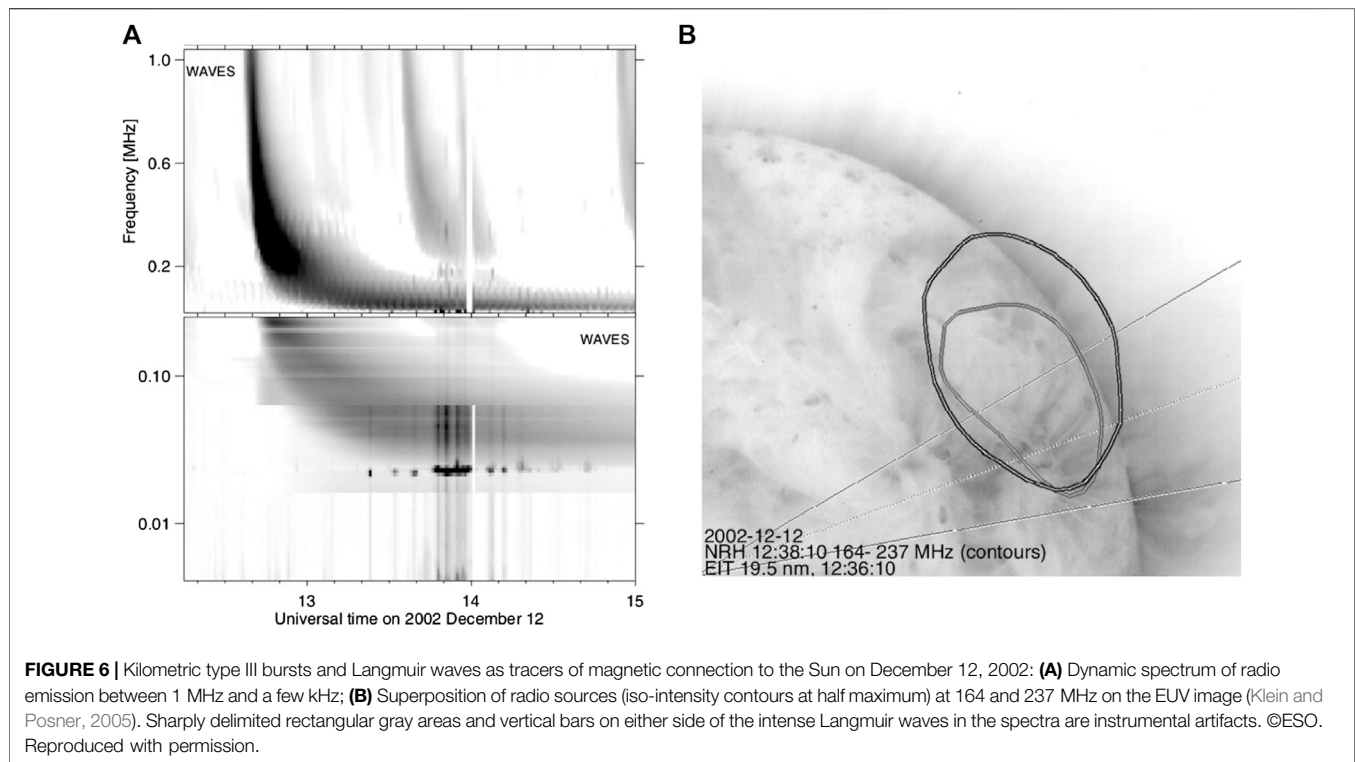 A
B
WAVES
1.0
0.6
0.2
Frequency [MHz]
WAVES
0.10
0.01
13
14
15
Universal time on 2002 December 12
2002-12-12
NRH 12:38:10 164- 237 MHz (contours)
EIT 19.5 nm, 12:36:10
FIGURE 6 | Kilometric type III bursts and Langmuir waves as tracers of magnetic connection to the Sun on December 12, 2002: (A) Dynamic spectrum of radio
emission between 1 MHz and a few kHz; (B) Superposition of radio sources (iso-intensity contours at half maximum) at 164 and 237 MHz on the EUV image (Klein and
Posner, 2005). Sharply delimited rectangular gray areas and vertical bars on either side of the intense Langmuir waves in the spectra are instrumental artifacts. ©ESO.
Reproduced with permission.